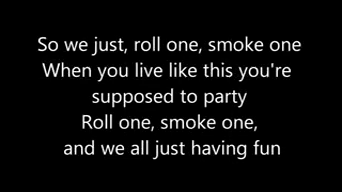 So we just, roll one, smoke one
When you live like this you're
supposed to party
Roll one, smoke one,
and we all just having fun